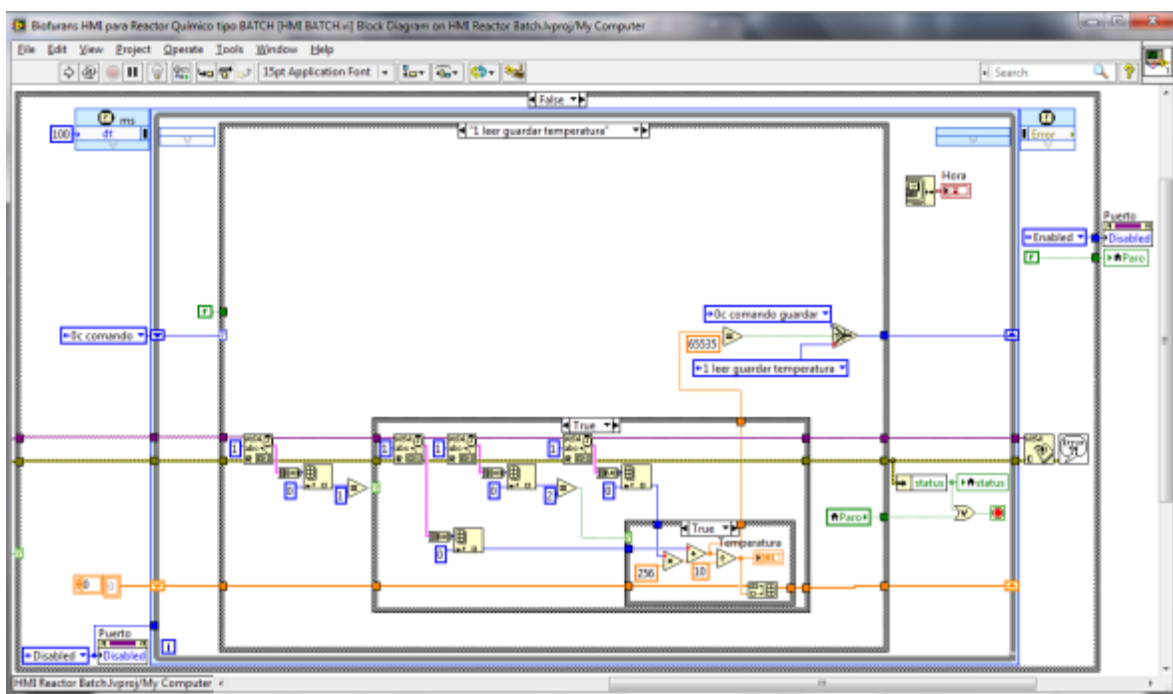 Biofurans HMI para Reactor Químico tipo BATCH [HMI BATCH.vi] Block Diagram on HMI Reactor Batch.lvproj/My Computer
File Edit View Project Operate Tools Window Help
15pt Application Font
Search
False
ms
100
dt
"1 leer guardar temperatura"
Error
Hora
Puerto
Enabled
Disabled
F
Paro
F
0c comando guardar
0c comando
65535
1 leer guardar temperatura
True
1
1
1
1
status
status
0
1
0
2
0
Paro
True
0
Temperatura
256
10
0
0
Puerto
Disabled
Disabled
i
HMI Reactor Batch.lvproj/My Computer